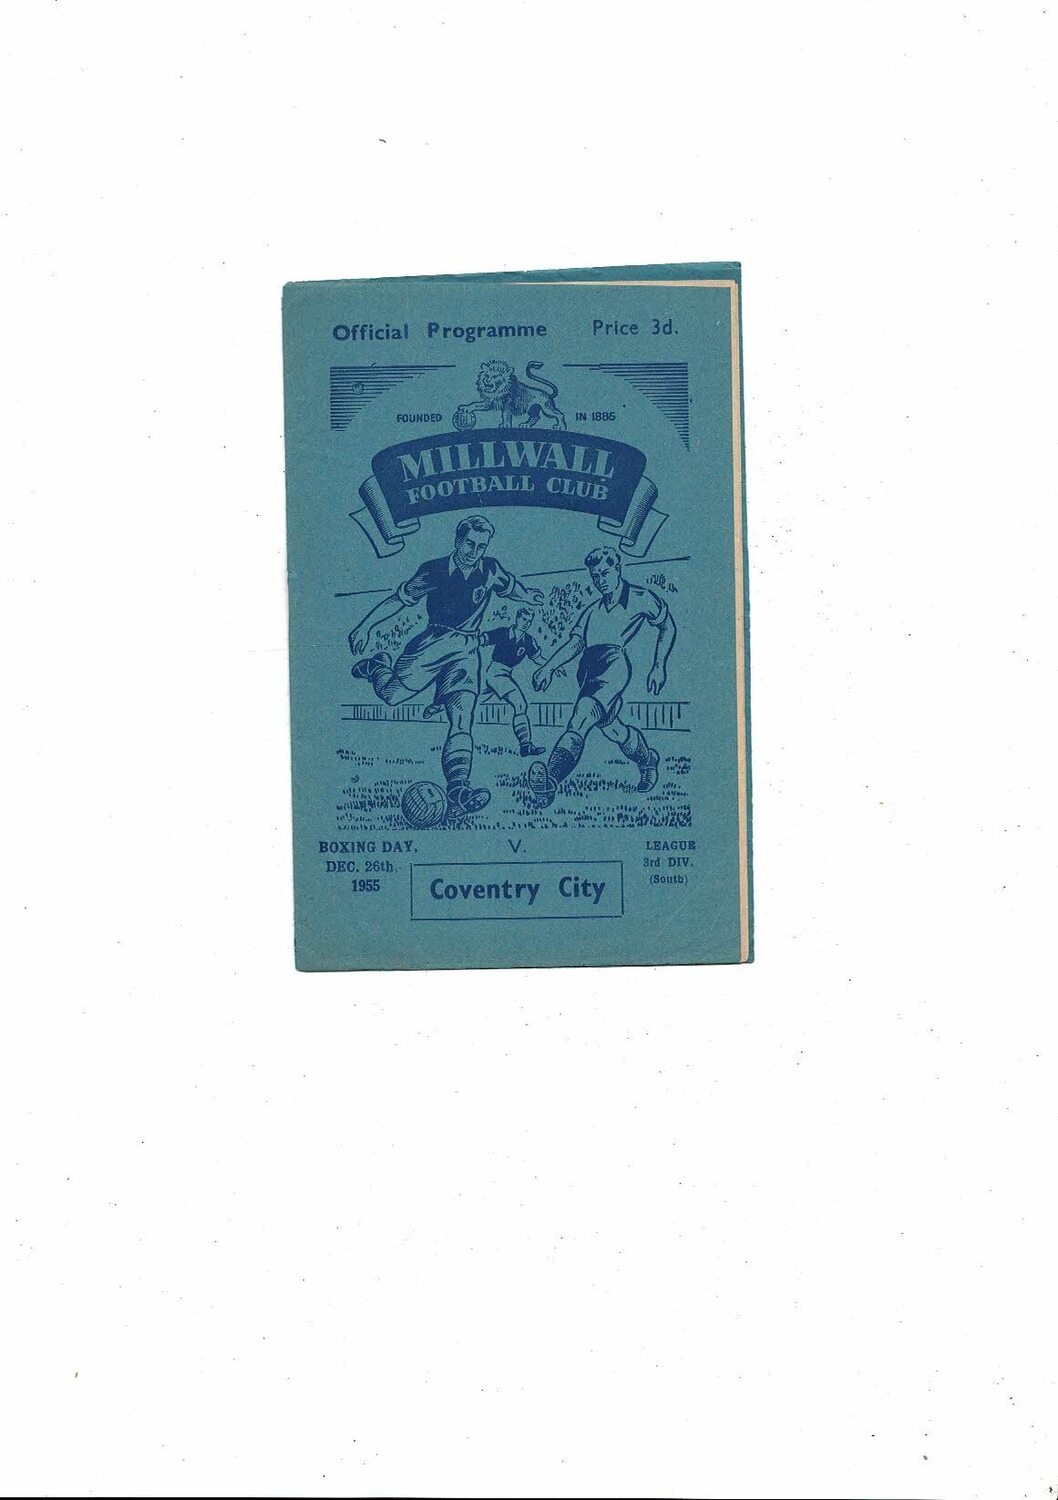 Official Programme Price 3d.
FOUNDED IN 1885
MILLWALL
FOOTBALL CLUB
BOXING DAY,
DEC. 26th,
1955
V.
Coventry City
LEAGUE
3rd DIV.
(South)